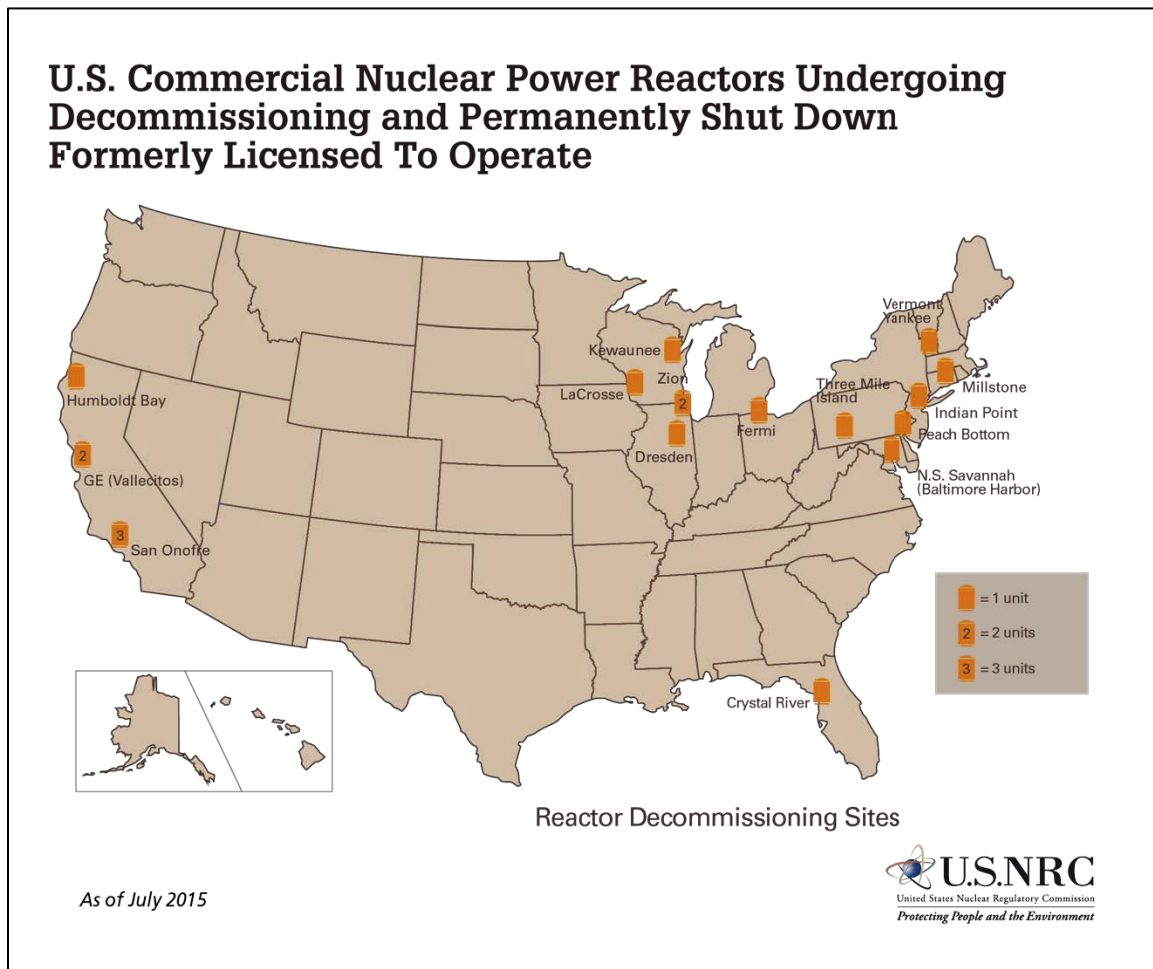 U.S. Commercial Nuclear Power Reactors Undergoing
Decommissioning and Permanently Shut Down
Formerly Licensed To Operate
Vermont
Yankee
Kewaunee
Zion
LaCrosse
2
Three Mile
Island
Millstone
Humboldt Bay
Indian Point
Fermi
Peach Bottom
Dresden
2
GE (Vallecitos)
N.S. Savannah
(Baltimore Harbor)
3
San Onofre
= 1 unit
2 = 2 units
3 = 3 units
Crystal River
Reactor Decommissioning Sites
As of July 2015
U.S.NRC
United States Nuclear Regulatory Commission
Protecting People and the Environment